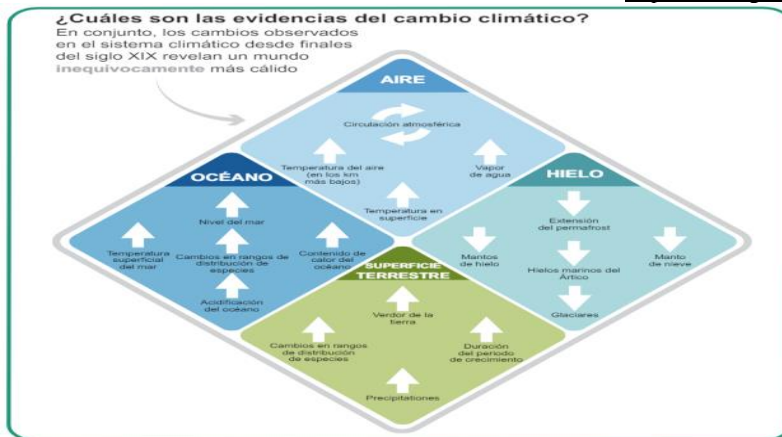 ¿Cuáles son las evidencias del cambio climático?
En conjunto, los cambios observados
en el sistema climático desde finales
del siglo XIX revelan un mundo
inequivocamente más cálido
AIRE
Circulación atmosférica
Temperatura del aire
(en los km
más bajos)
Vapor
de agua
Temperatura en
superficie
OCÉANO
Nivel del mar
Temperatura
superficial
del mar
Cambios en rangos de
distribución de
especies
Contenido de
calor del
océano
Acidificación
del océano
HIELO
Extensión
del permafrost
Mantos
de hielo
Hielos marinos del
Ártico
Manto
de nieve
Glaciares
SUPERFICIE
TERRESTRE
Verdor de la
tierra
Cambios en rangos
de distribución
de especies
Duración
del periodo
de crecimiento
Precipitationes